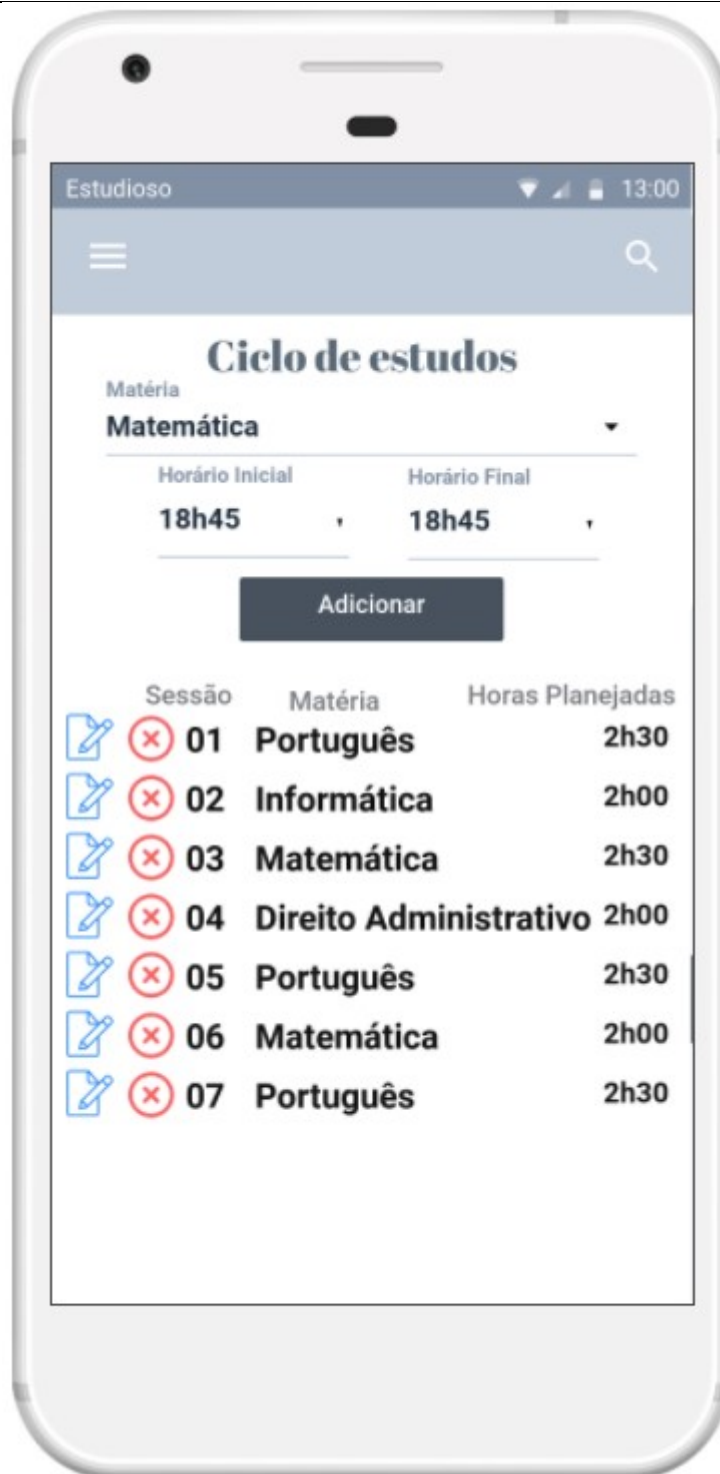 Estudioso 13:00
Ciclo de estudos
Matéria
Matemática
Horário Inicial Horário Final
18h45 18h45
Adicionar
Sessão Matéria Horas Planejadas
01 Português 2h30
02 Informática 2h00
03 Matemática 2h30
04 Direito Administrativo 2h00
05 Português 2h30
06 Matemática 2h00
07 Português 2h30